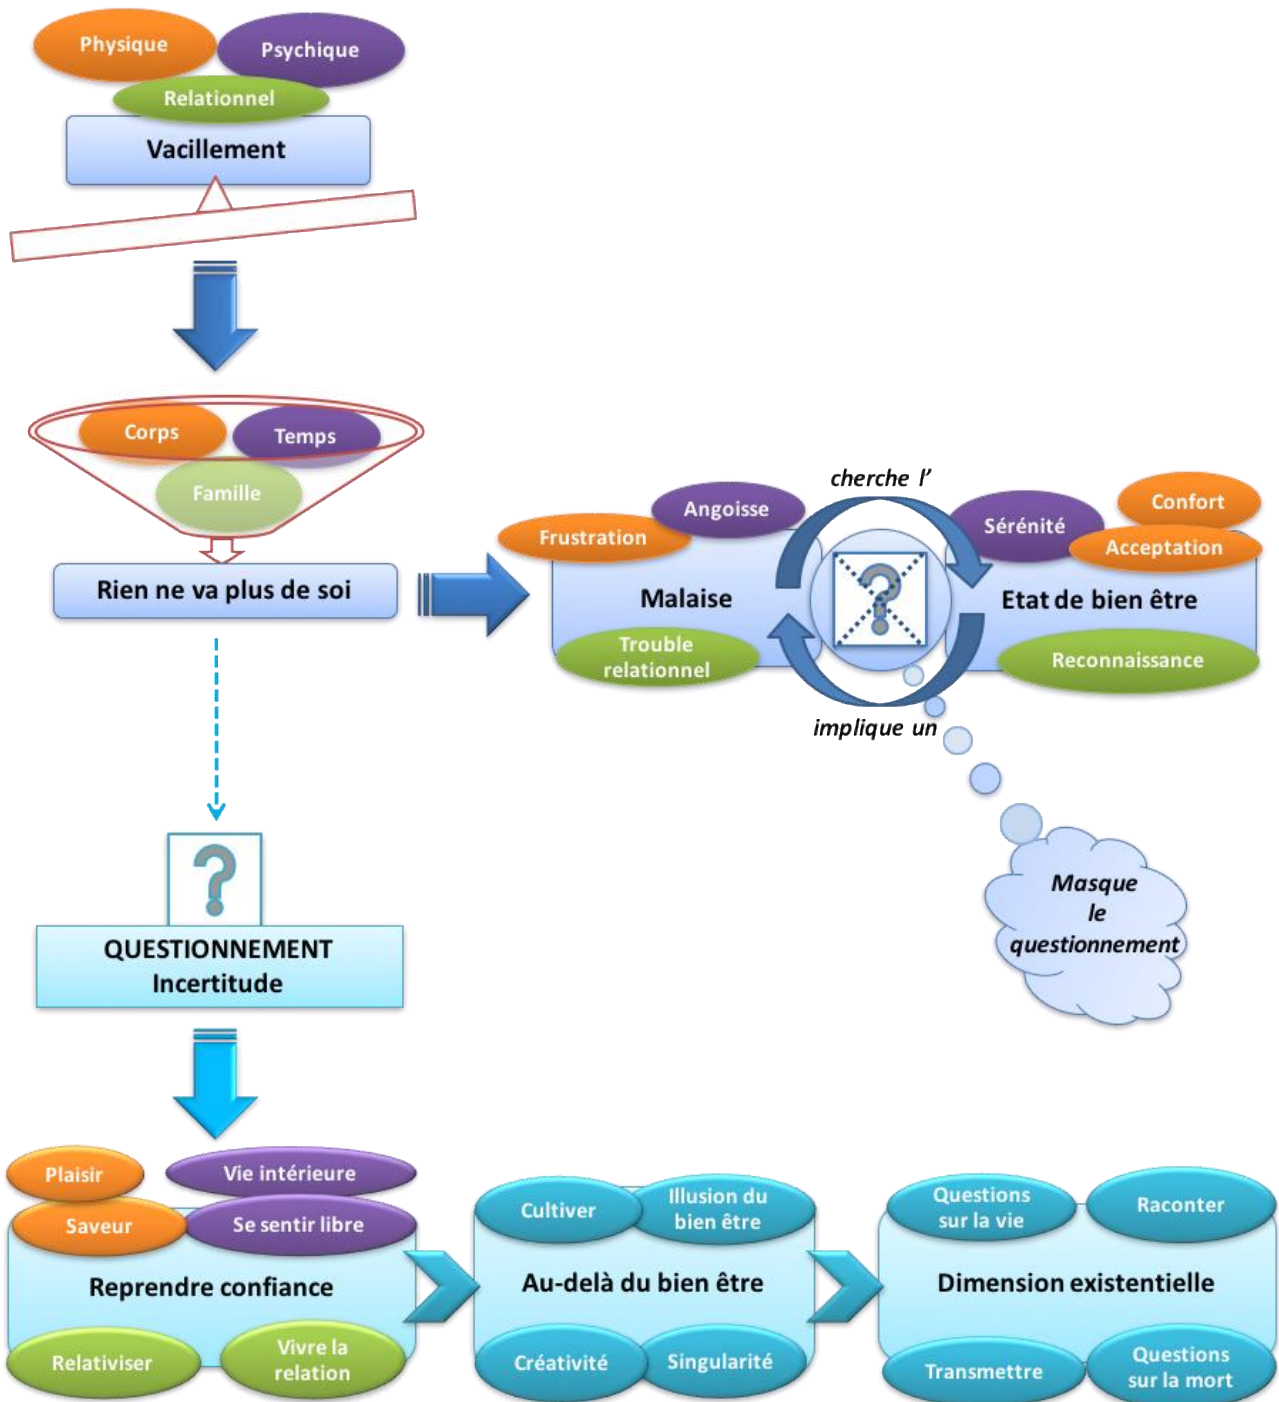 Physique
Psychique
Relationnel
Vacillement
Corps
Temps
Famille
Rien ne va plus de soi
cherche l’
Frustration
Angoisse
Malaise
Trouble
relationnel
?
Sérénité
Confort
Acceptation
Etat de bien être
Reconnaissance
implique un
Masque
le
questionnement
?
QUESTIONNEMENT
Incertitude
Plaisir
Vie intérieure
Saveur
Se sentir libre
Reprendre confiance
Relativiser
Vivre la
relation
Cultiver
Illusion du
bien être
Au-delà du bien être
Créativité
Singularité
Questions
sur la vie
Raconter
Dimension existentielle
Transmettre
Questions
sur la mort